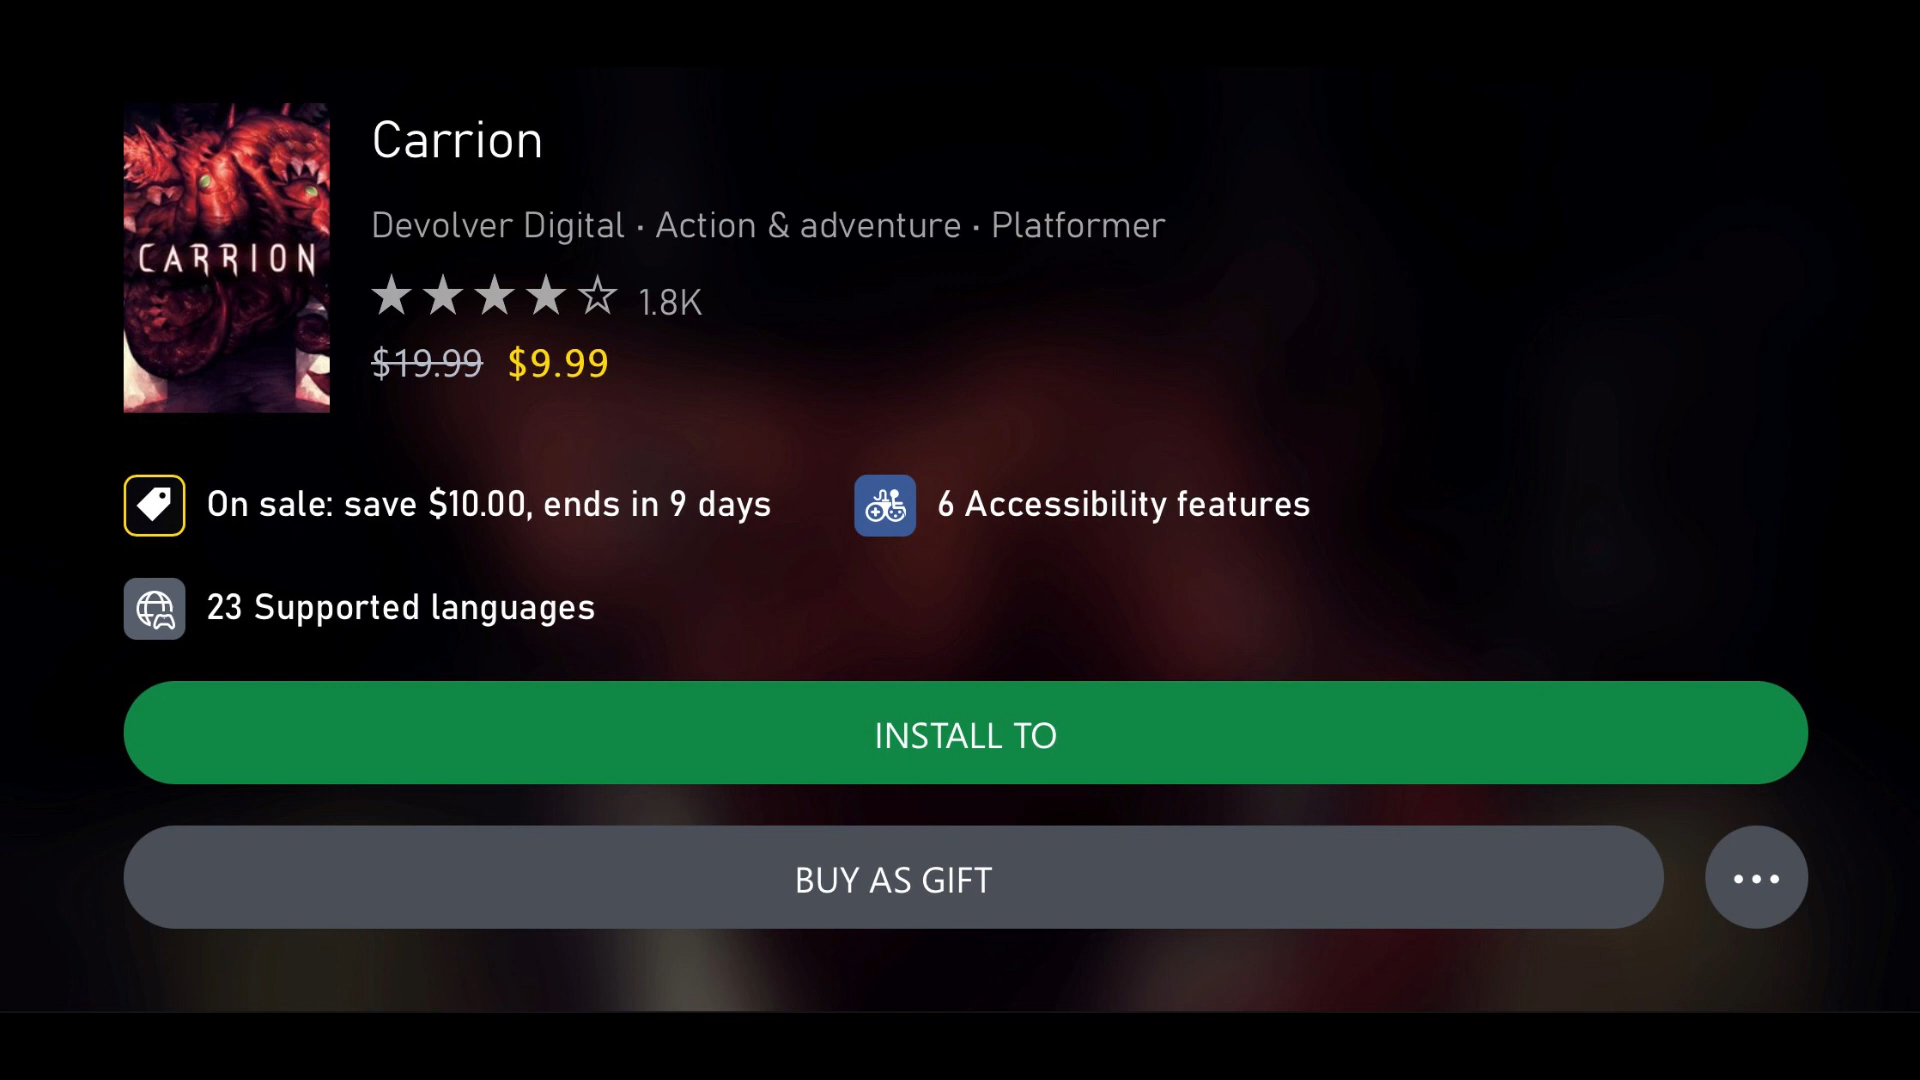 CARRION
Carrion
Devolver Digital · Action & adventure · Platformer
1.8K
$19.99 $9.99
On sale: save $10.00, ends in 9 days
6 Accessibility features
23 Supported languages
INSTALL TO
BUY AS GIFT